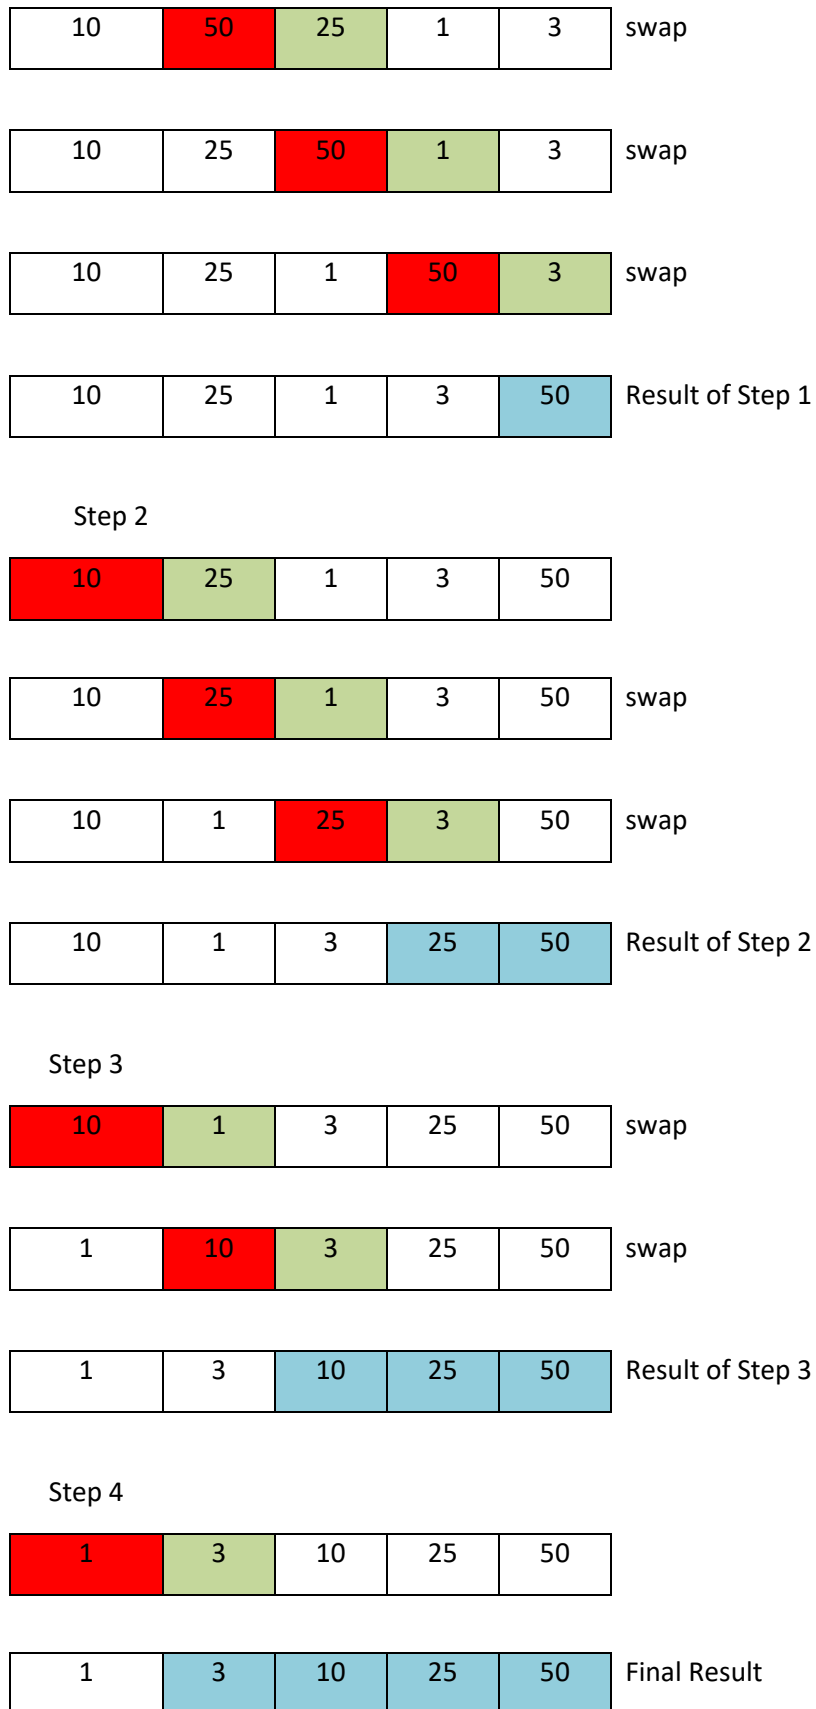 10 50 25 1 3 swap
10 25 50 1 3 swap
10 25 1 50 3 swap
10 25 1 3 50 Result of Step 1
Step 2
10 25 1 3 50
10 25 1 3 50 swap
10 1 25 3 50 swap
10 1 3 25 50 Result of Step 2
Step 3
10 1 3 25 50 swap
1 10 3 25 50 swap
1 3 10 25 50 Result of Step 3
Step 4
1 3 10 25 50
1 3 10 25 50 Final Result